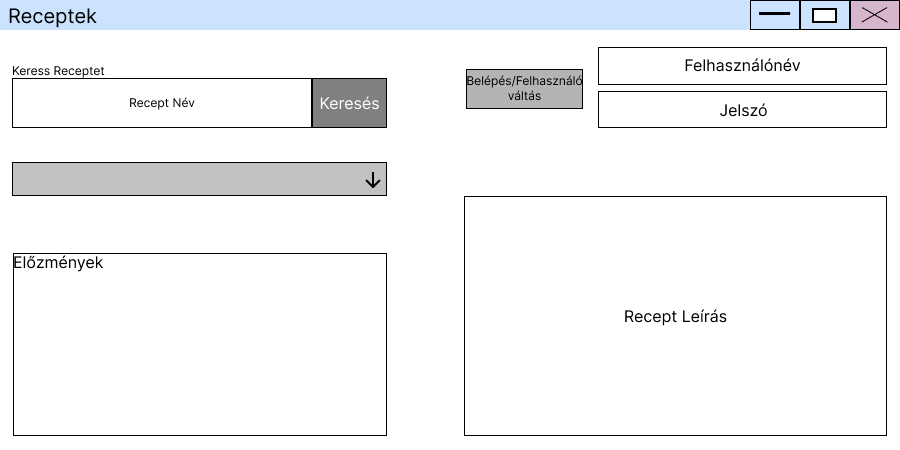 Receptek
Keress Receptet
Recept Név
Keresés
Belépés/Felhasználó
váltás
Felhasználónév
Jelszó
Előzmények
Recept Leírás